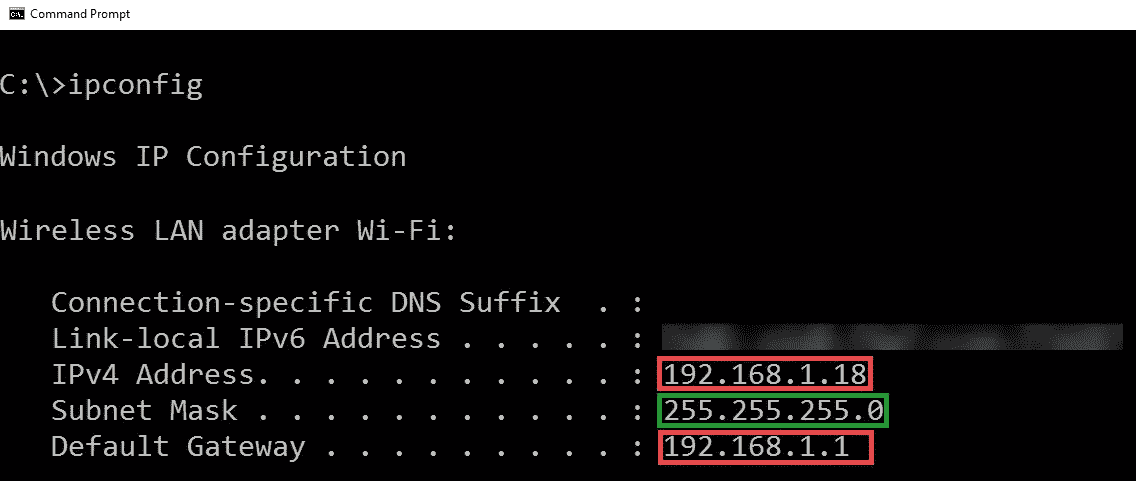 Command Prompt
C:\>ipconfig
Windows IP Configuration
Wireless LAN adapter Wi-Fi:
Connection-specific DNS Suffix . :
Link-local IPv6 Address . . . . . :
IPv4 Address. . . . . . . . . . . : 192.168.1.18
Subnet Mask . . . . . . . . . . . : 255.255.255.0
Default Gateway . . . . . . . . . : 192.168.1.1